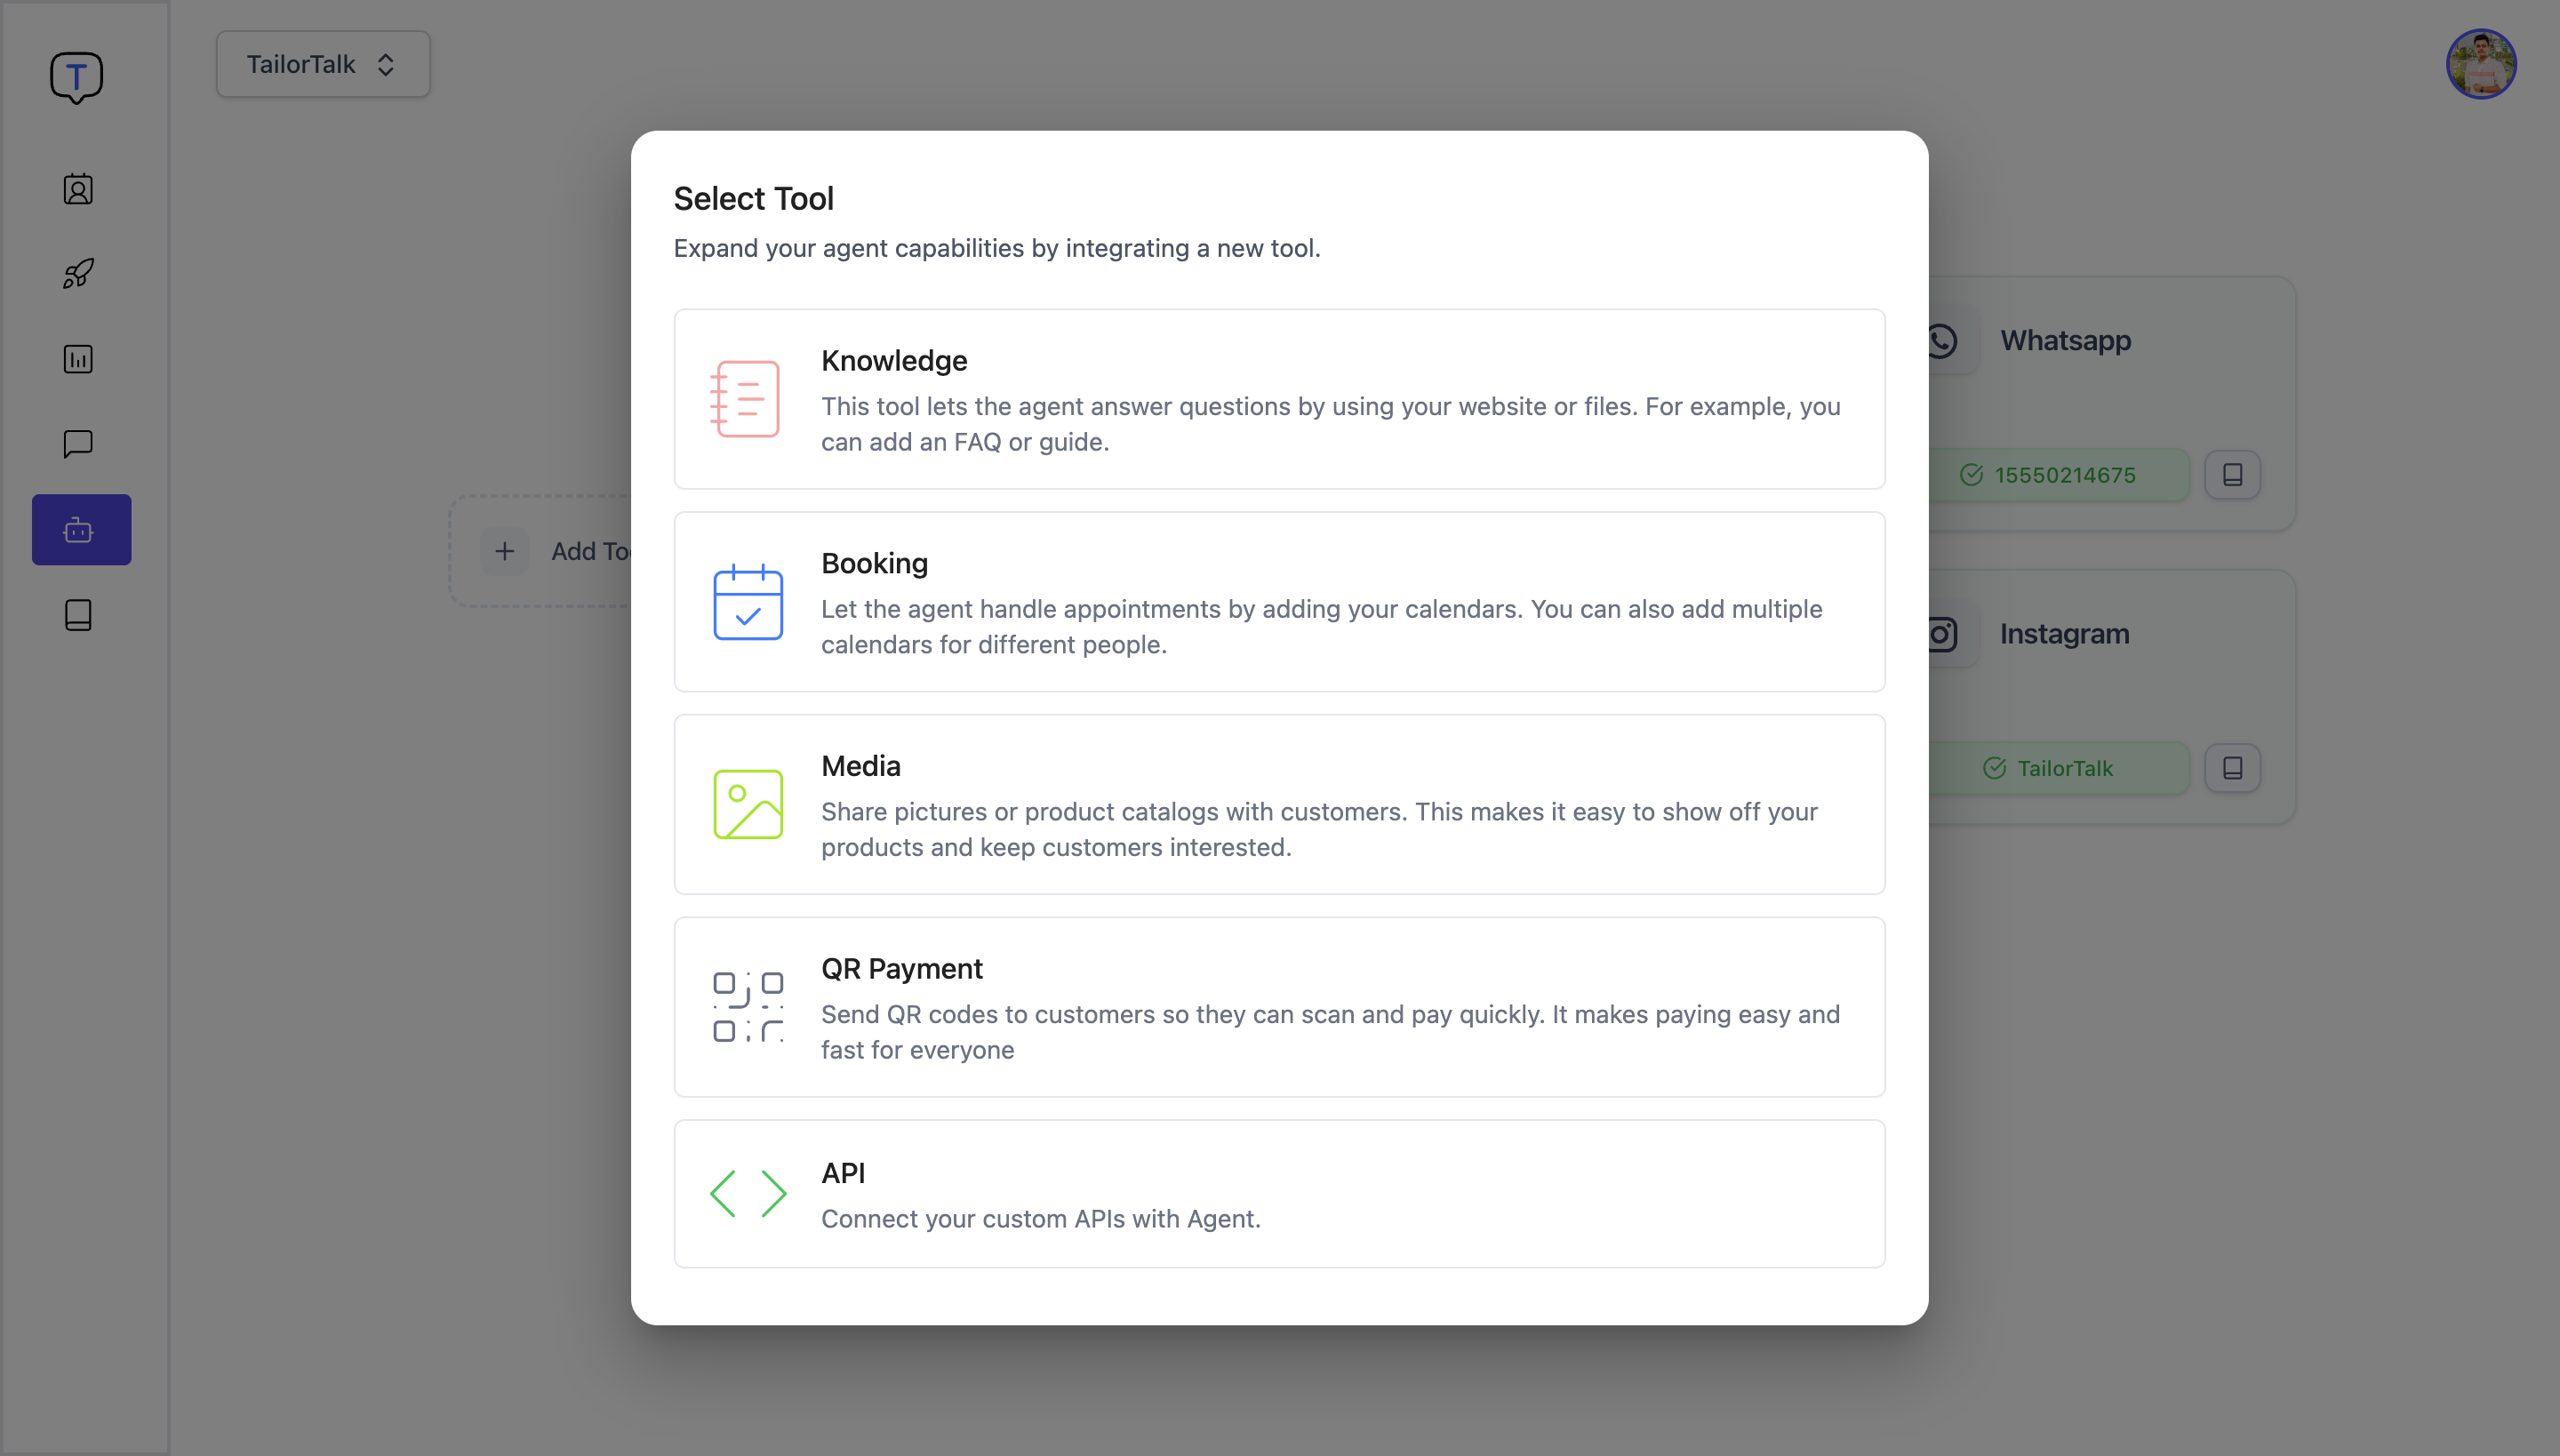 T
TailorTalk
Select Tool
Expand your agent capabilities by integrating a new tool.
Knowledge
This tool lets the agent answer questions by using your website or files. For example, you
can add an FAQ or guide.
Booking
Let the agent handle appointments by adding your calendars. You can also add multiple
calendars for different people.
Media
Share pictures or product catalogs with customers. This makes it easy to show off your
products and keep customers interested.
QR Payment
Send QR codes to customers so they can scan and pay quickly. It makes paying easy and
fast for everyone
API
Connect your custom APIs with Agent.
Add
Whatsapp
15550214675
Instagram
TailorTalk